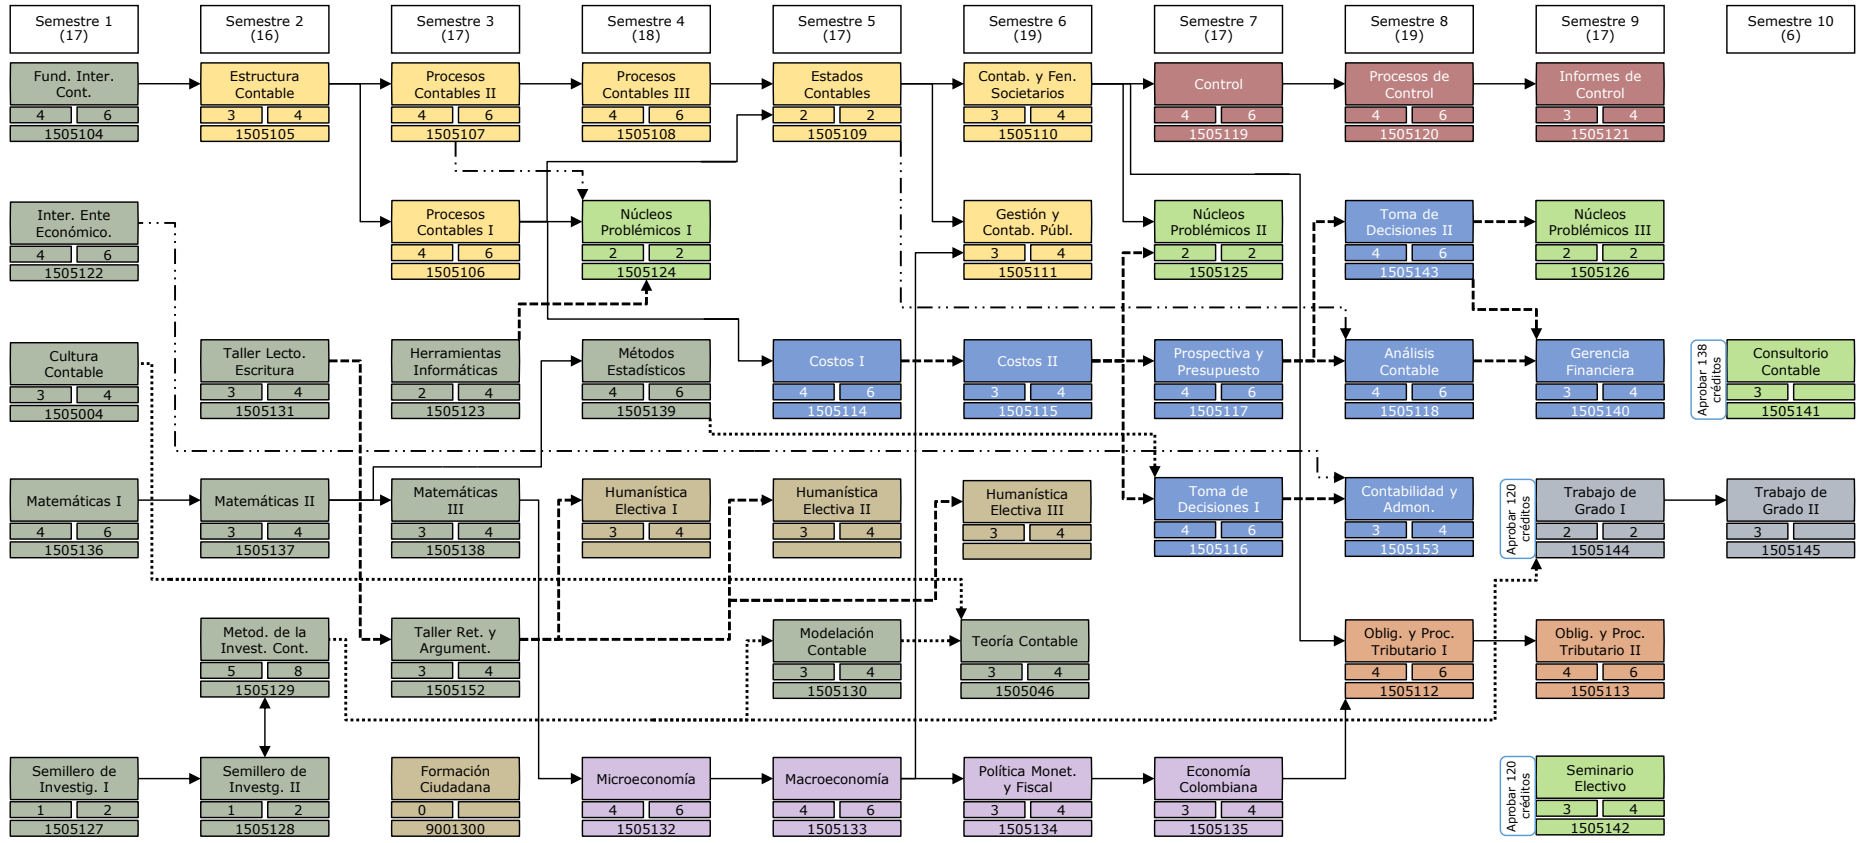 Semestre 1
(17)
Semestre 2
(16)
Semestre 3
(17)
Semestre 4
(18)
Semestre 5
(17)
Semestre 6
(19)
Semestre 7
(17)
Semestre 8
(19)
Semestre 9
(17)
Semestre 10
(6)
Fund. Inter.
Cont.
4 6
1505104
Estructura
Contable
3 4
1505105
Procesos
Contables II
4 6
1505107
Procesos
Contables III
4 6
1505108
Estados
Contables
2 2
1505109
Contab. y Fen.
Societarios
3 4
1505110
Control
4 6
1505119
Procesos de
Control
4 6
1505120
Informes de
Control
3 4
1505121
Inter. Ente
Económico.
4 6
1505122
Procesos
Contables I
4 6
1505106
Núcleos
Problémicos I
2 2
1505124
Gestión y
Contab. Públ.
3 4
1505111
Núcleos
Problémicos II
2 2
1505125
Toma de
Decisiones II
4 6
1505143
Núcleos
Problémicos III
2 2
1505126
Cultura
Contable
3 4
1505004
Taller Lecto.
Escritura
3 4
1505131
Herramientas
Informáticas
2 4
1505123
Métodos
Estadísticos
4 6
1505139
Costos I
4 6
1505114
Costos II
3 4
1505115
Prospectiva y
Presupuesto
4 6
1505117
Análisis
Contable
4 6
1505118
Gerencia
Financiera
3 4
1505140
Aprobar 138
créditos
Consultorio
Contable
3
1505141
Matemáticas I
4 6
1505136
Matemáticas II
3 4
1505137
Matemáticas
III
3 4
1505138
Humanística
Electiva I
3 4
Humanística
Electiva II
3 4
Humanística
Electiva III
3 4
Toma de
Decisiones I
4 6
1505116
Contabilidad y
Admon.
3 4
1505153
Aprobar 120
créditos
Trabajo de
Grado I
2 2
1505144
Trabajo de
Grado II
3
1505145
Metod. de la
Invest. Cont.
5 8
1505129
Taller Ret. y
Argument.
3 4
1505152
Modelación
Contable
3 4
1505130
Teoría Contable
3 4
1505046
Oblig. y Proc.
Tributario I
4 6
1505112
Oblig. y Proc.
Tributario II
4 6
1505113
Semillero de
Investig. I
1 2
1505127
Semillero de
Investg. II
1 2
1505128
Formación
Ciudadana
0
9001300
Microeconomía
4 6
1505132
Macroeconomía
4 6
1505133
Política Monet.
y Fiscal
3 4
1505134
Economía
Colombiana
3 4
1505135
Aprobar 120
créditos
Seminario
Electivo
3 4
1505142